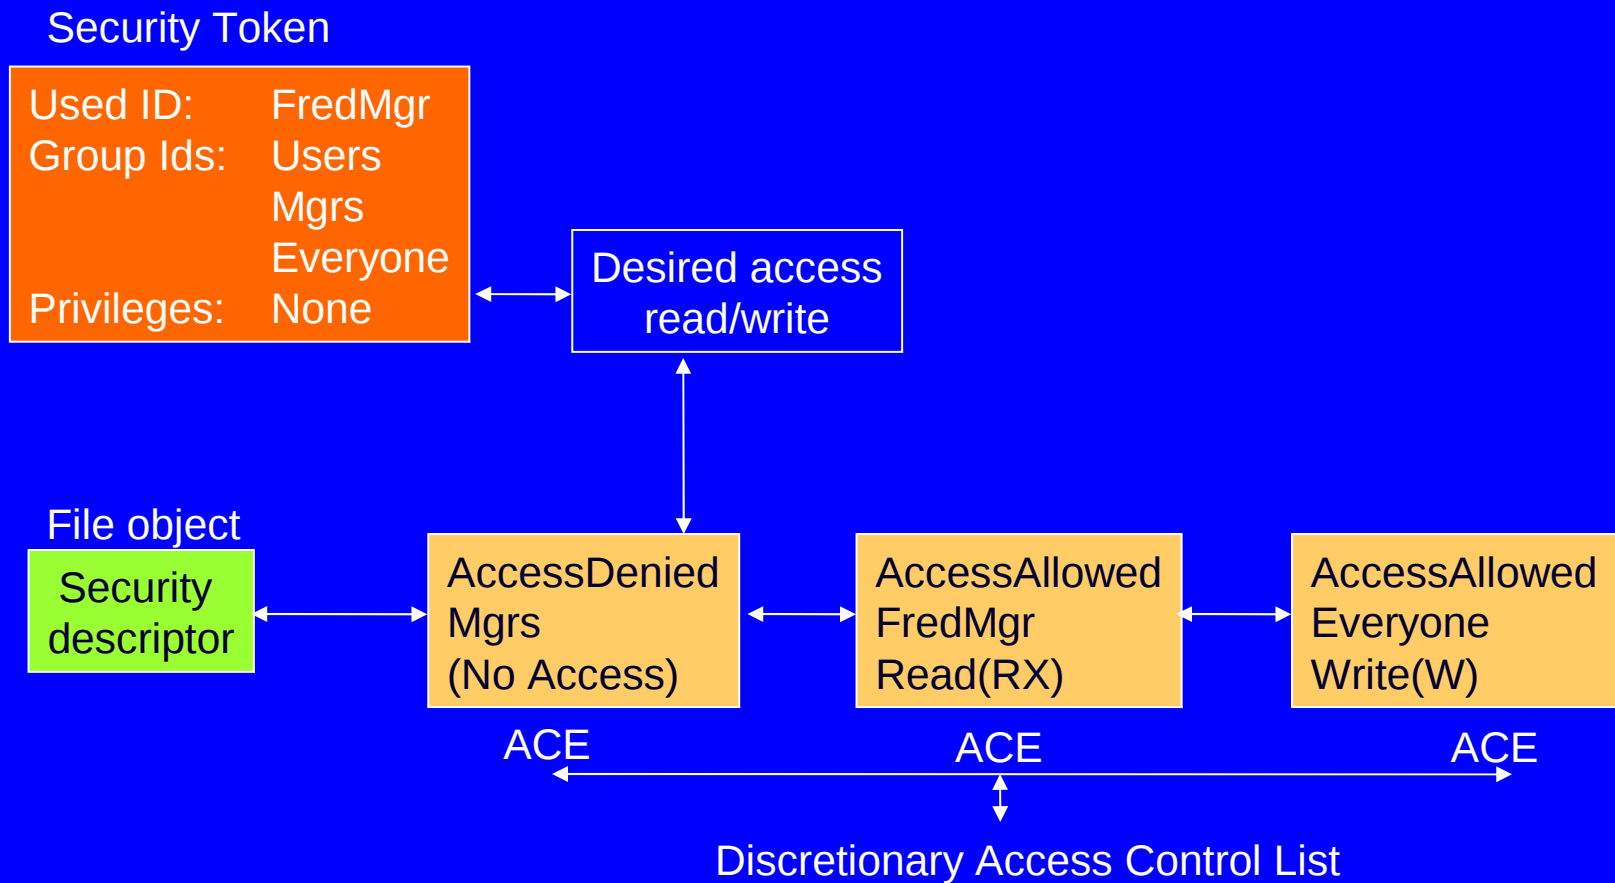 Security Token
Used ID: FredMgr
Group Ids: Users
Mgrs
Everyone
Privileges: None
Desired access
read/write
File object
Security
descriptor
AccessDenied
Mgrs
(No Access)
AccessAllowed
FredMgr
Read(RX)
AccessAllowed
Everyone
Write(W)
ACE
ACE
ACE
Discretionary Access Control List